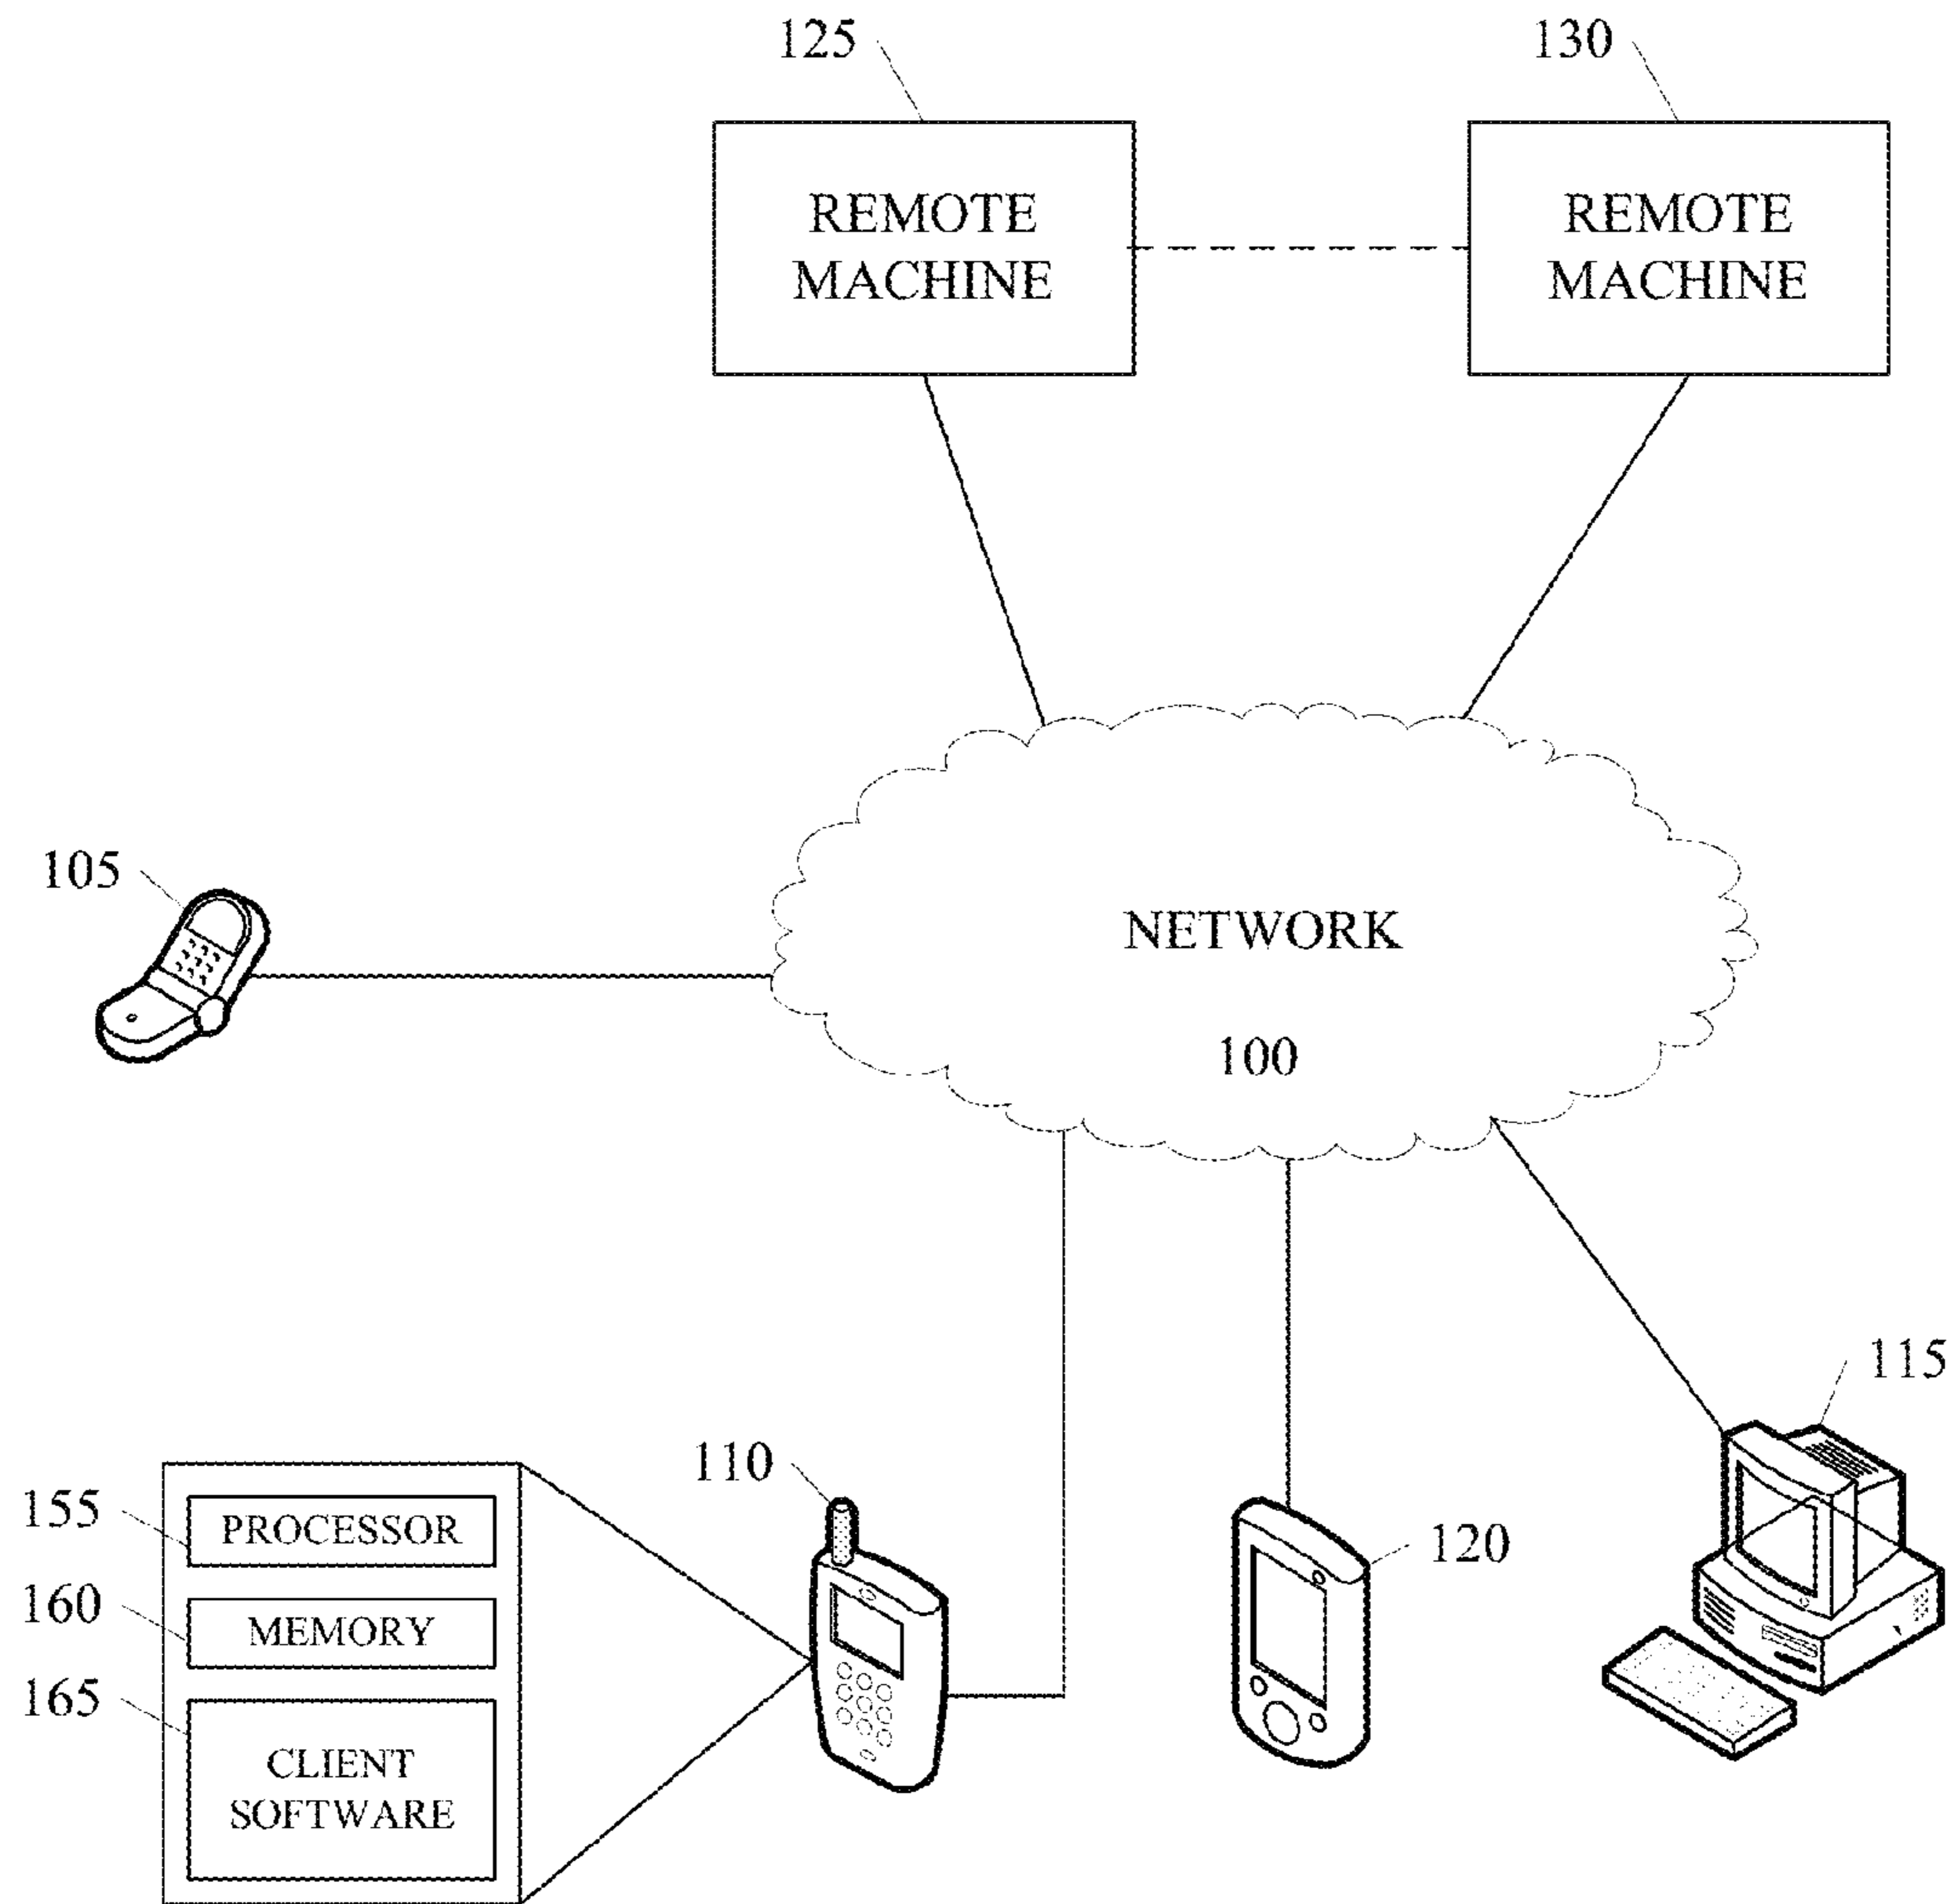 125
130
REMOTE
MACHINE
REMOTE
MACHINE
105
NETWORK
100
115
110
155
PROCESSOR
120
160
MEMORY
165
CLIENT
SOFTWARE